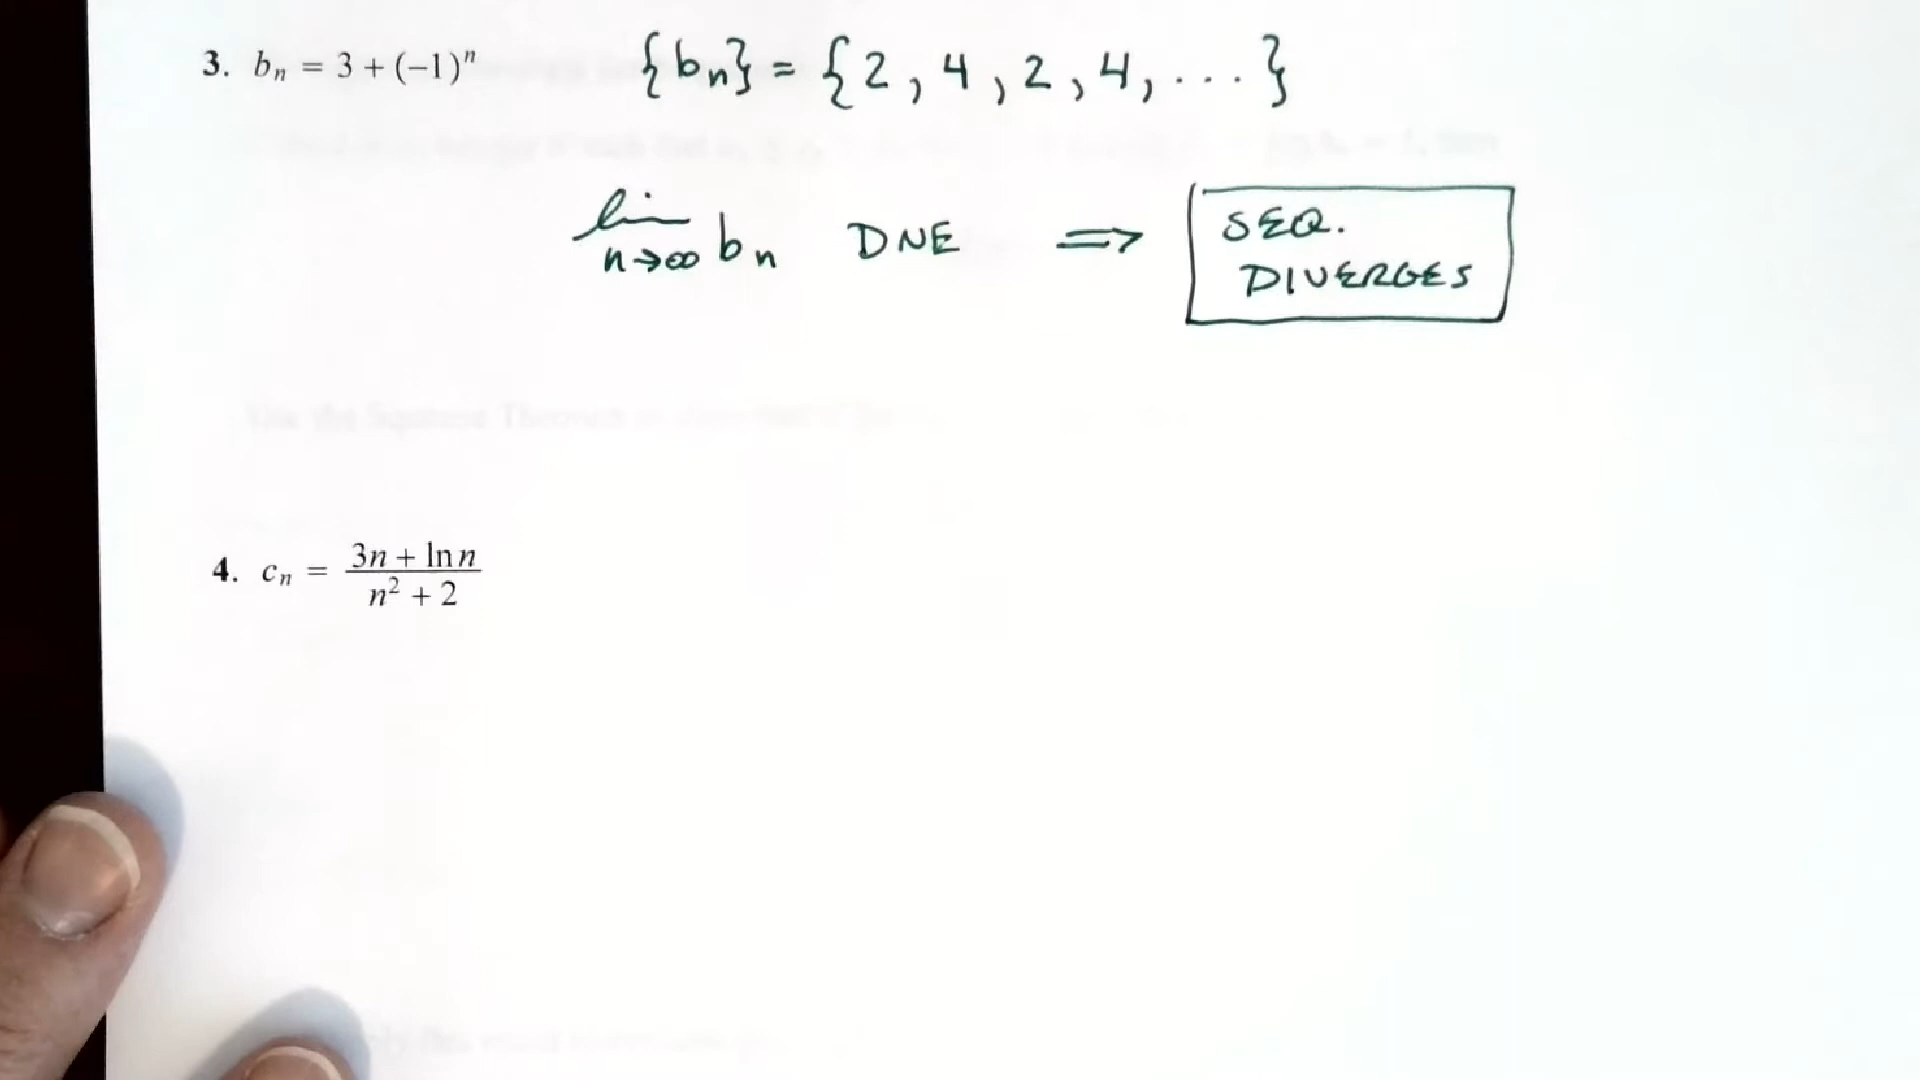 3. bₙ = 3 + (−1)ⁿ {bₙ} = {2, 4, 2, 4, ...}
lim n→∞ bₙ DNE ⇒ SEQ. DIVERGES
4. cₙ = (3n + ln n)/(n² + 2)